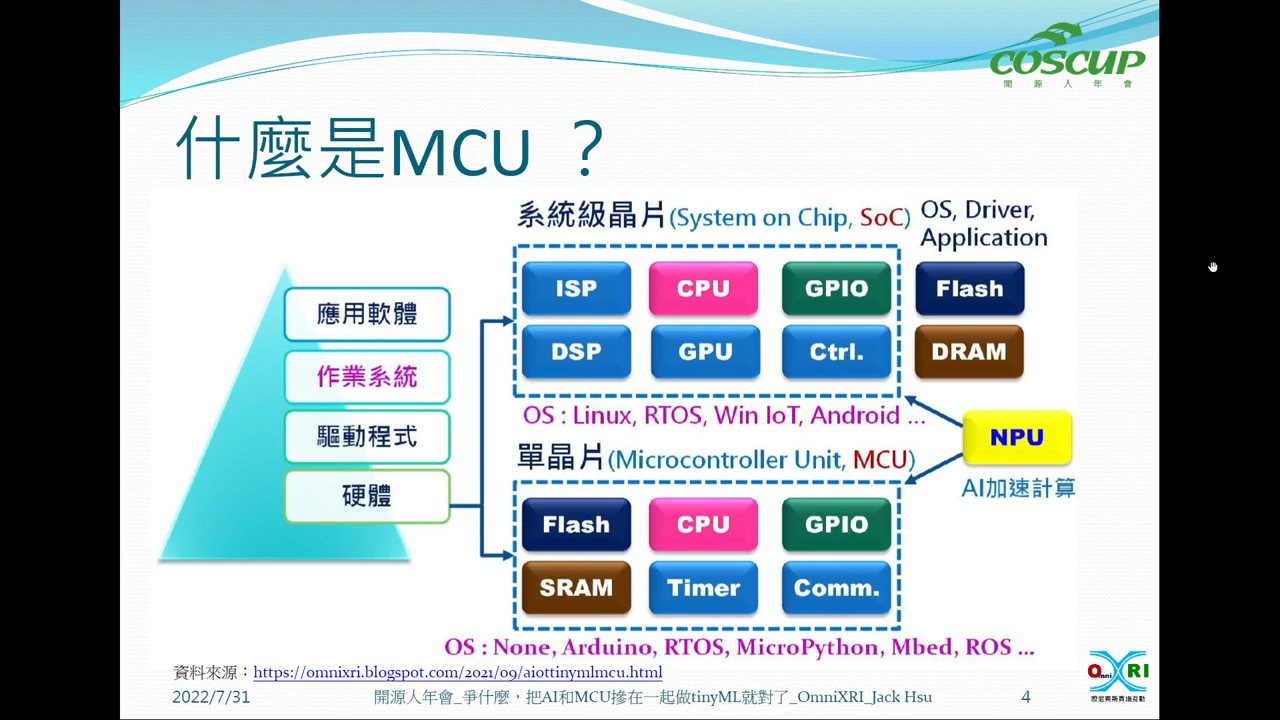 COSCUP
開源人年會
什麼是MCU ？
系統級晶片(System on Chip, SoC)
OS, Driver,
Application
應用軟體
作業系統
驅動程式
硬體
ISP
CPU
GPIO
Flash
DSP
GPU
Ctrl.
DRAM
OS : Linux, RTOS, Win IoT, Android ...
NPU
AI加速計算
單晶片(Microcontroller Unit, MCU)
Flash
CPU
GPIO
SRAM
Timer
Comm.
OS : None, Arduino, RTOS, MicroPython, Mbed, ROS ...
資料來源：https://omnixri.blogspot.com/2021/09/aiottinymlmcu.html
2022/7/31
開源人年會_爭什麼，把AI和MCU摻在一起做tinyML就對了_OmniXRI_Jack Hsu
4
Omni XRI